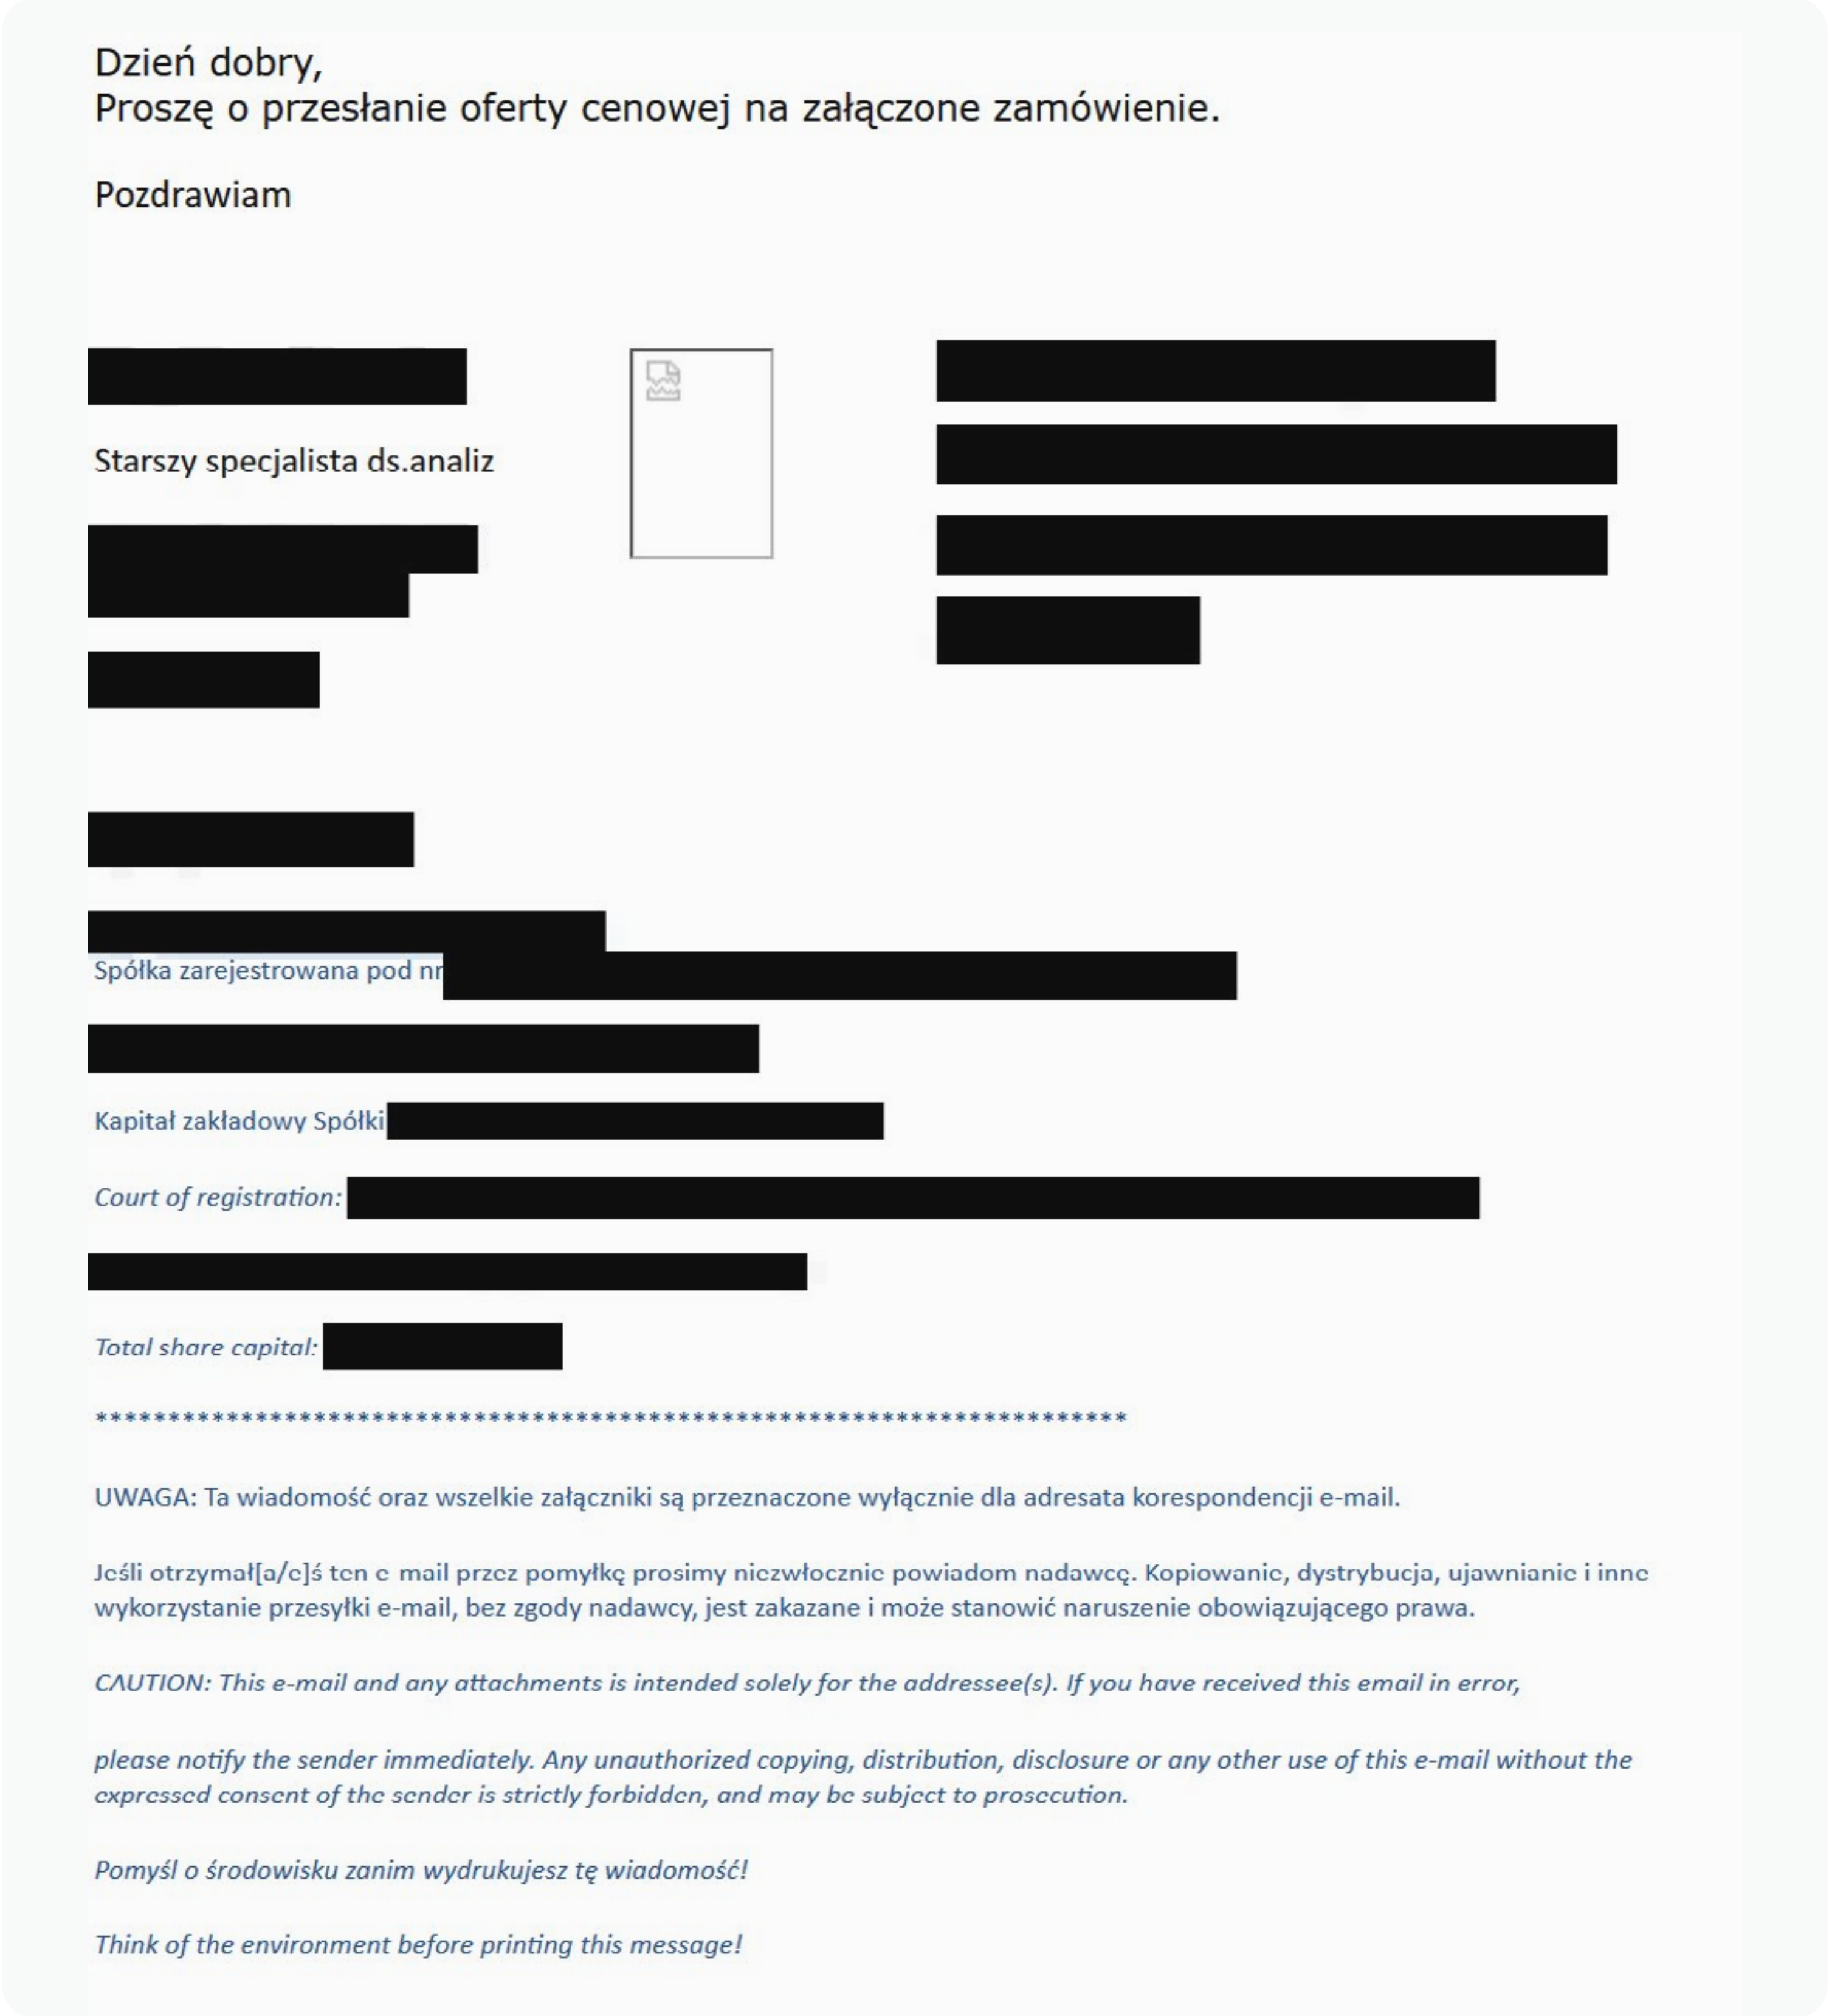 Dzień dobry,
Proszę o przesłanie oferty cenowej na załączone zamówienie.
Pozdrawiam
Starszy specjalista ds.analiz
Spółka zarejestrowana pod nr
Kapitał zakładowy Spółki
Court of registration:
Total share capital:
***********************************************************************
UWAGA: Ta wiadomość oraz wszelkie załączniki są przeznaczone wyłącznie dla adresata korespondencji e-mail.
Jeśli otrzymał[a/e]ś ten e-mail przez pomyłkę prosimy niezwłocznie powiadom nadawcę. Kopiowanie, dystrybucja, ujawnianie i inne
wykorzystanie przesyłki e-mail, bez zgody nadawcy, jest zakazane i może stanowić naruszenie obowiązującego prawa.
CAUTION: This e-mail and any attachments is intended solely for the addressee(s). If you have received this email in error,
please notify the sender immediately. Any unauthorized copying, distribution, disclosure or any other use of this e-mail without the
expressed consent of the sender is strictly forbidden, and may be subject to prosecution.
Pomyśl o środowisku zanim wydrukujesz tę wiadomość!
Think of the environment before printing this message!